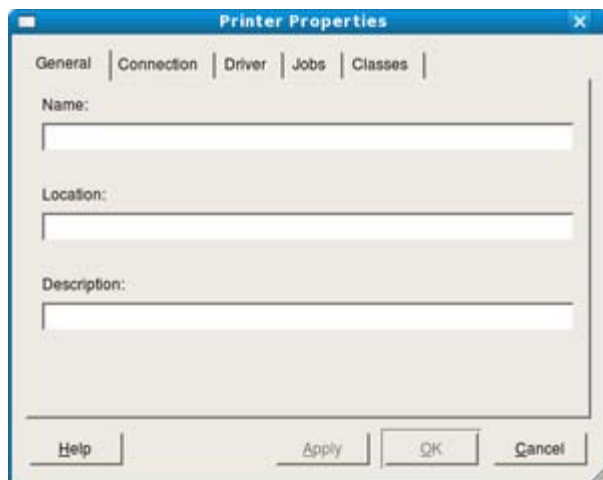 Printer Properties
General Connection Driver Jobs Classes
Name:
Location:
Description:
Help Apply OK Cancel